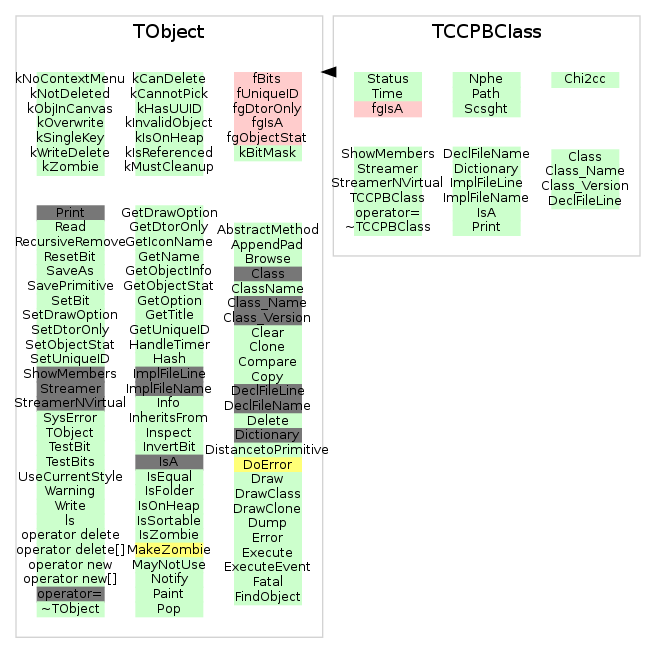 TObject
kNoContextMenu
kNotDeleted
kObjInCanvas
kOverwrite
kSingleKey
kWriteDelete
kZombie
kCanDelete
kCannotPick
kHasUUID
kInvalidObject
kIsOnHeap
kIsReferenced
kMustCleanup
fBits
fUniqueID
fgDtorOnly
fgIsA
fgObjectStat
kBitMask
Print
Read
RecursiveRemove
ResetBit
SaveAs
SavePrimitive
SetBit
SetDrawOption
SetDtorOnly
SetObjectStat
SetUniqueID
ShowMembers
Streamer
StreamerNVirtual
SysError
TObject
TestBit
TestBits
UseCurrentStyle
Warning
Write
ls
operator delete
operator delete[]
operator new
operator new[]
operator=
~TObject
GetDrawOption
GetDtorOnly
GetIconName
GetName
GetObjectInfo
GetObjectStat
GetOption
GetTitle
GetUniqueID
HandleTimer
Hash
ImplFileLine
ImplFileName
Info
InheritsFrom
Inspect
InvertBit
IsA
IsEqual
IsFolder
IsOnHeap
IsSortable
IsZombie
MakeZombie
MayNotUse
Notify
Paint
Pop
AbstractMethod
AppendPad
Browse
Class
ClassName
Class_Name
Class_Version
Clear
Clone
Compare
Copy
DeclFileLine
DeclFileName
Delete
Dictionary
DistancetoPrimitive
DoError
Draw
DrawClass
DrawClone
Dump
Error
Execute
ExecuteEvent
Fatal
FindObject
TCCPBClass
Status
Time
fgIsA
Nphe
Path
Scsght
Chi2cc
ShowMembers
Streamer
StreamerNVirtual
TCCPBClass
operator=
~TCCPBClass
DeclFileName
Dictionary
ImplFileLine
ImplFileName
IsA
Print
Class
Class_Name
Class_Version
DeclFileLine